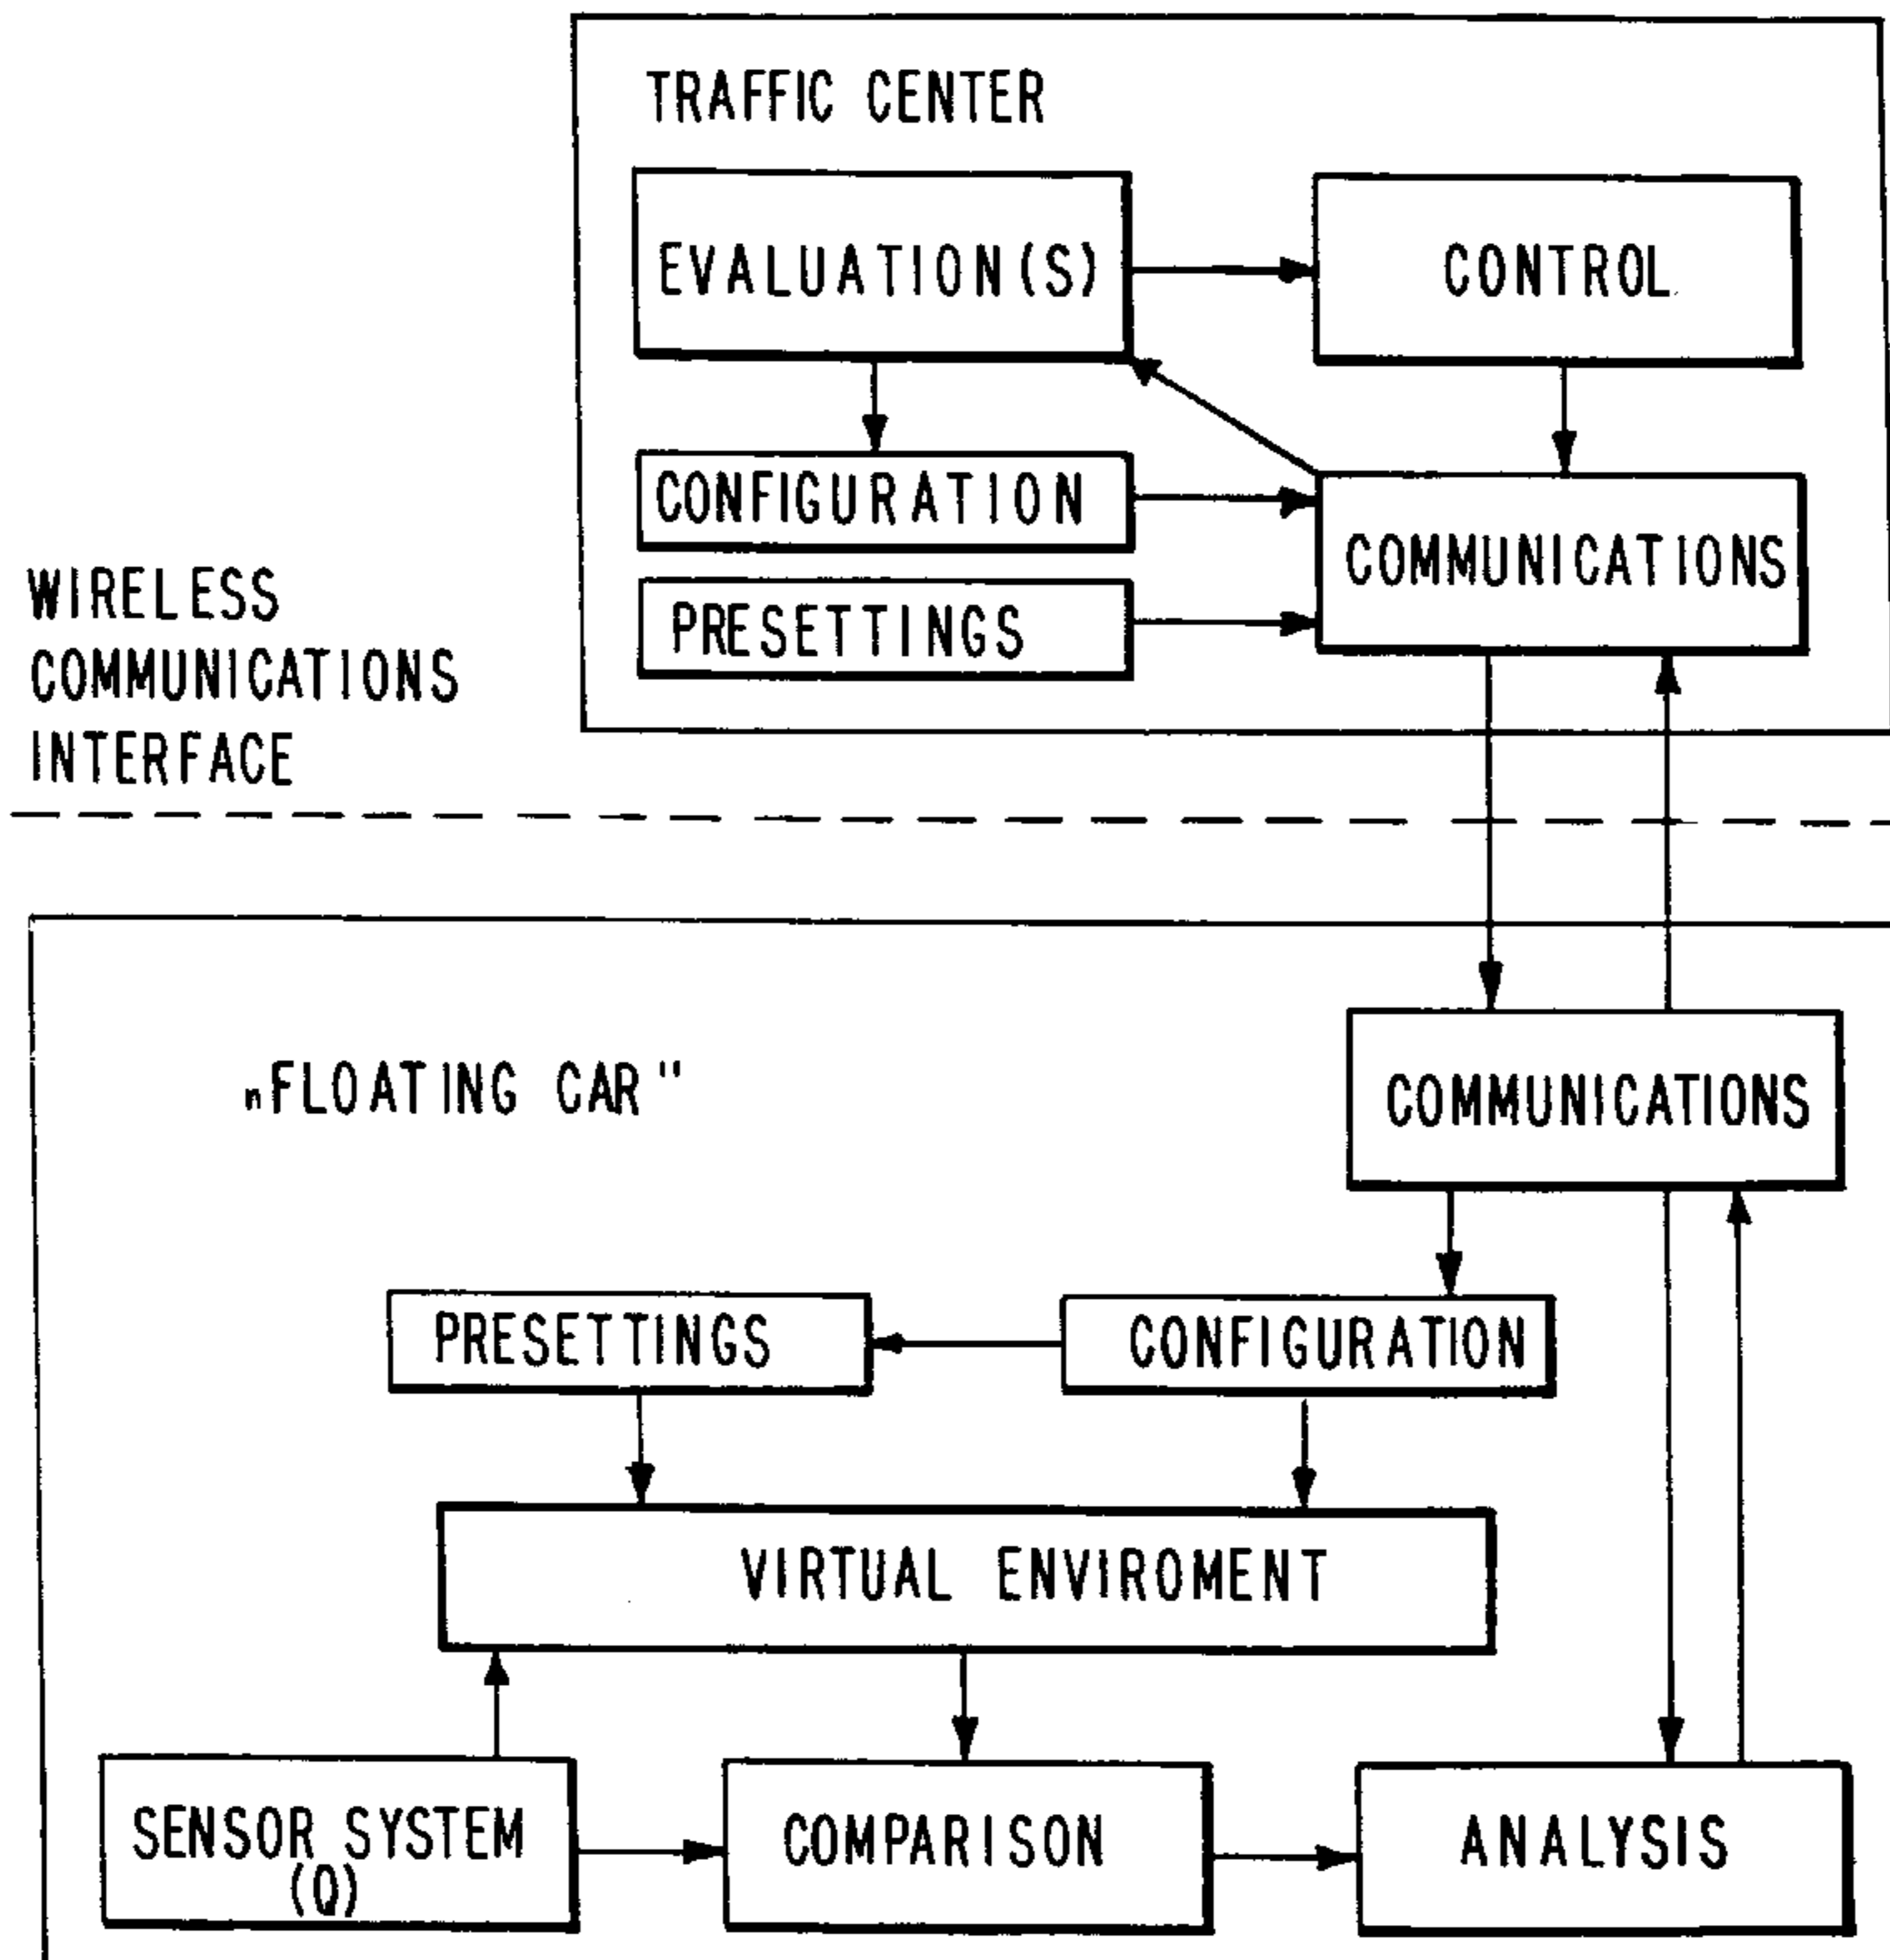 TRAFFIC CENTER
EVALUATION(S)
CONTROL
CONFIGURATION
COMMUNICATIONS
PRESETTINGS
WIRELESS
COMMUNICATIONS
INTERFACE
„FLOATING CAR"
COMMUNICATIONS
PRESETTINGS
CONFIGURATION
VIRTUAL ENVIROMENT
SENSOR SYSTEM
(Q)
COMPARISON
ANALYSIS